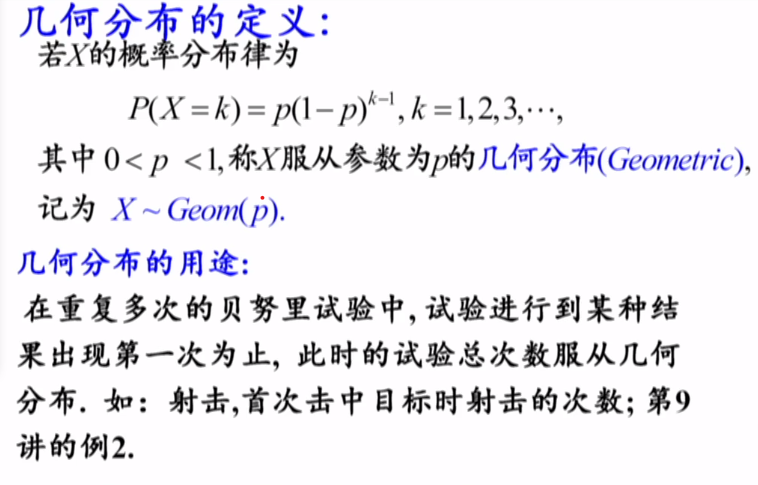 几何分布的定义:
若X的概率分布律为
P(X=k)=p(1−p)^{k−1}, k=1,2,3,⋯,
其中 0<p <1,称X服从参数为p的几何分布(Geometric),
记为 X~Geom(p).
几何分布的用途:
在重复多次的贝努里试验中,试验进行到某种结
果出现第一次为止, 此时的试验总次数服从几何
分布. 如: 射击,首次击中目标时射击的次数; 第9
讲的例2.